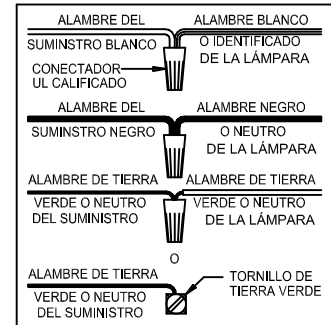 ALAMBRE DEL
SUMINSTRO BLANCO
ALAMBRE BLANCO
O IDENTIFICADO
DE LA LÁMPARA
CONECTADOR
UL CALIFICADO
ALAMBRE DEL
SUMINSTRO NEGRO
ALAMBRE NEGRO
O NEUTRO
DE LA LÁMPARA
ALAMBRE DE TIERRA
VERDE O NEUTRO
DEL SUMINISTRO
ALAMBRE DE TIERRA
VERDE O NEUTRO
DE LA LÁMPARA
O
ALAMBRE DE TIERRA
VERDE O NEUTRO
DEL SUMINISTRO
TORNILLO DE
TIERRA VERDE